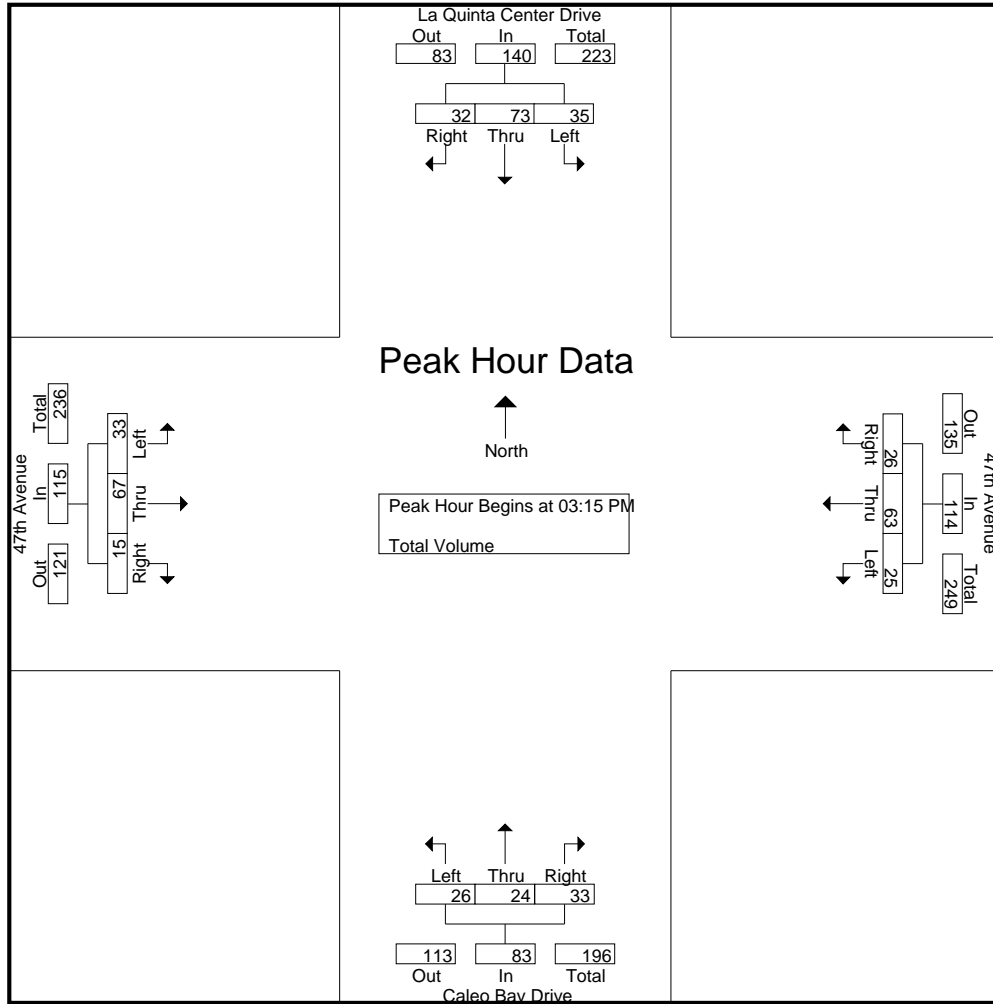 La Quinta Center Drive
Out In Total
83 140 223
32 73 35
Right Thru Left
Peak Hour Data
North
Peak Hour Begins at 03:15 PM
Total Volume
47th Avenue
Out In Total
121 115 236
15 67 33
Right Thru Left
47th Avenue
Out In Total
135 114 249
26 63 25
Right Thru Left
Left Thru Right
26 24 33
113 83 196
Out In Total
Caleo Bay Drive